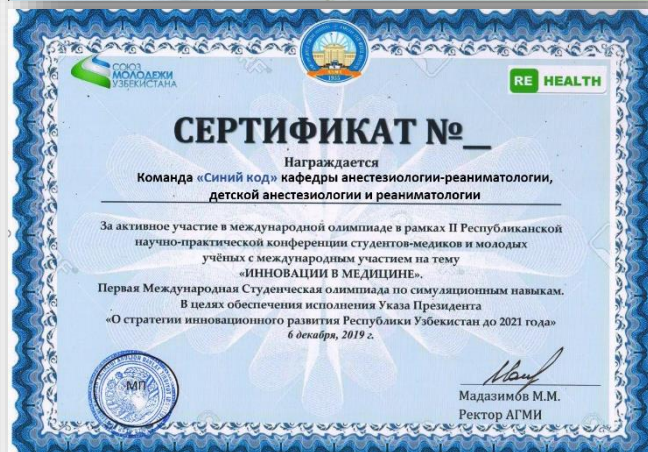 СОЮЗ
МОЛОДЕЖИ
УЗБЕКИСТАНА
RE HEALTH
СЕРТИФИКАТ №__
Награждается
Команда «Синий код» кафедры анестезиологии-реаниматологии,
детской анестезиологии и реаниматологии
За активное участие в международной олимпиаде в рамках II Республиканской
научно-практической конференции студентов-медиков и молодых
учёных с международным участием на тему
«ИННОВАЦИИ В МЕДИЦИНЕ».
Первая Международная Студенческая олимпиада по симуляционным навыкам.
В целях обеспечения исполнения Указа Президента
«О стратегии инновационного развития Республики Узбекистан до 2021 года»
6 декабря, 2019 г.
МП
Мадазимов М.М.
Ректор АГМИ